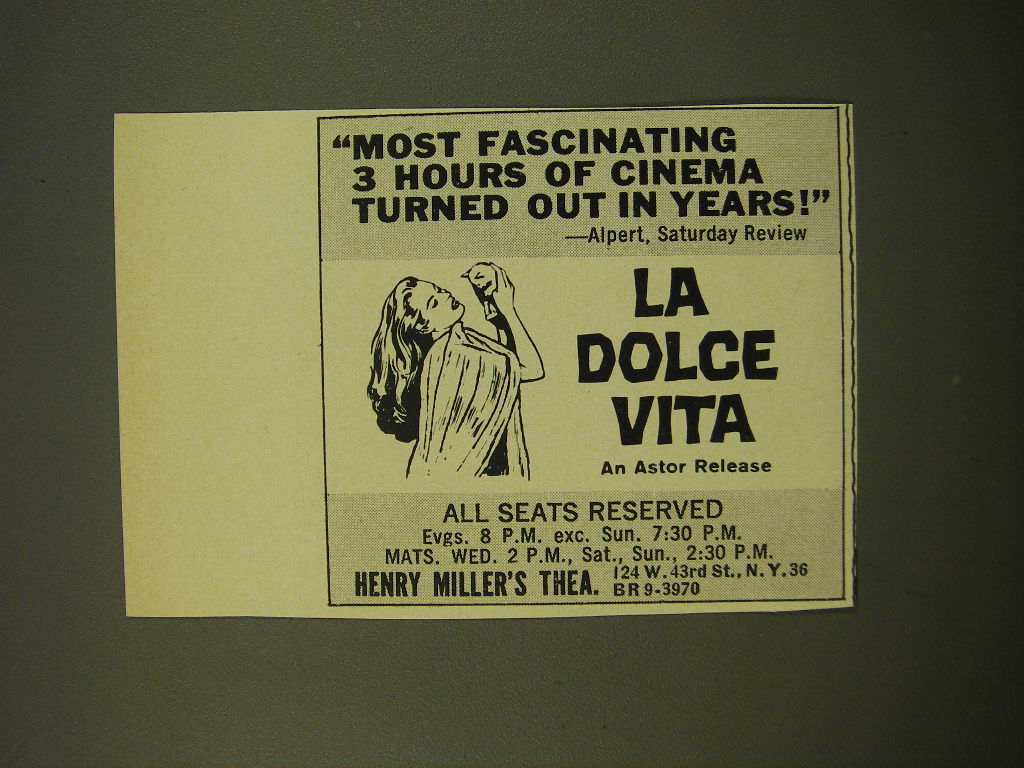 “MOST FASCINATING
3 HOURS OF CINEMA
TURNED OUT IN YEARS!”
—Alpert, Saturday Review
LA
DOLCE
VITA
An Astor Release
ALL SEATS RESERVED
Evgs. 8 P.M. exc. Sun. 7:30 P.M.
MATS. WED. 2 P.M., Sat., Sun., 2:30 P.M.
HENRY MILLER'S THEA. 124 W. 43rd St., N. Y. 36
BR 9-3970